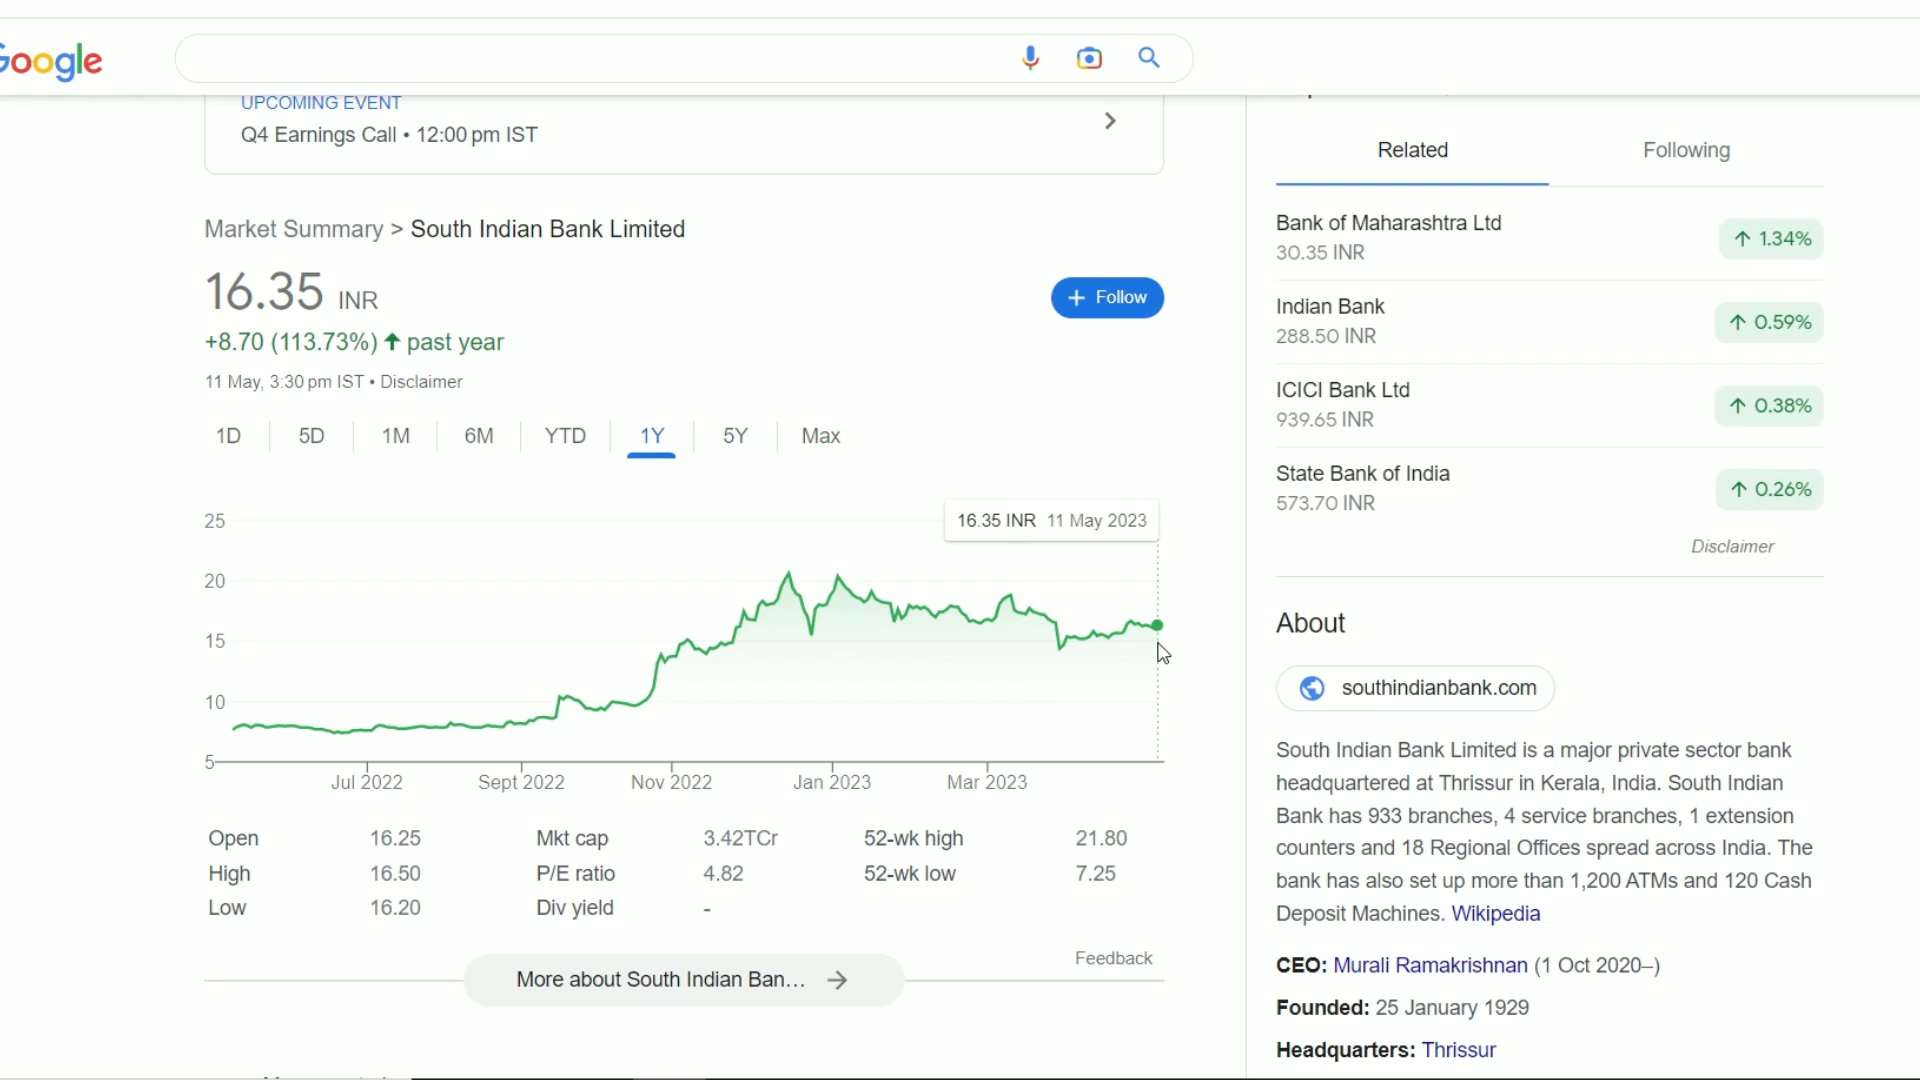 Google
UPCOMING EVENT
Q4 Earnings Call • 12:00 pm IST
Market Summary > South Indian Bank Limited
16.35 INR
+ Follow
+8.70 (113.73%) ↑ past year
11 May, 3:30 pm IST • Disclaimer
1D 5D 1M 6M YTD 1Y 5Y Max
16.35 INR 11 May 2023
25
20
15
10
5
Jul 2022 Sept 2022 Nov 2022 Jan 2023 Mar 2023
Open 16.25 Mkt cap 3.42TCr 52-wk high 21.80
High 16.50 P/E ratio 4.82 52-wk low 7.25
Low 16.20 Div yield -
Feedback
More about South Indian Ban... →
Related Following
Bank of Maharashtra Ltd
30.35 INR
↑ 1.34%
Indian Bank
288.50 INR
↑ 0.59%
ICICI Bank Ltd
939.65 INR
↑ 0.38%
State Bank of India
573.70 INR
↑ 0.26%
Disclaimer
About
southindianbank.com
South Indian Bank Limited is a major private sector bank
headquartered at Thrissur in Kerala, India. South Indian
Bank has 933 branches, 4 service branches, 1 extension
counters and 18 Regional Offices spread across India. The
bank has also set up more than 1,200 ATMs and 120 Cash
Deposit Machines. Wikipedia
CEO: Murali Ramakrishnan (1 Oct 2020–)
Founded: 25 January 1929
Headquarters: Thrissur